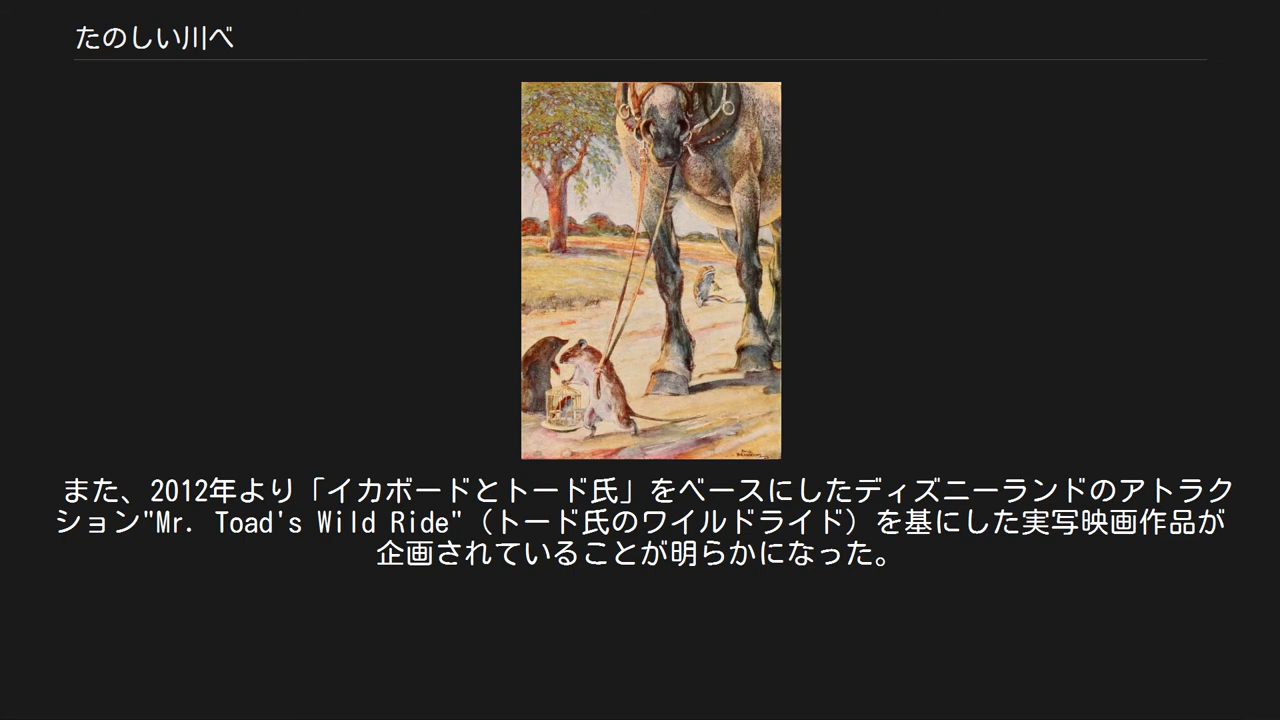 たのしい川べ
また、2012年より「イカボードとトード氏」をベースにしたディズニーランドのアトラク
ション"Mr. Toad's Wild Ride"（トード氏のワイルドライド）を基にした実写映画作品が
企画されていることが明らかになった。